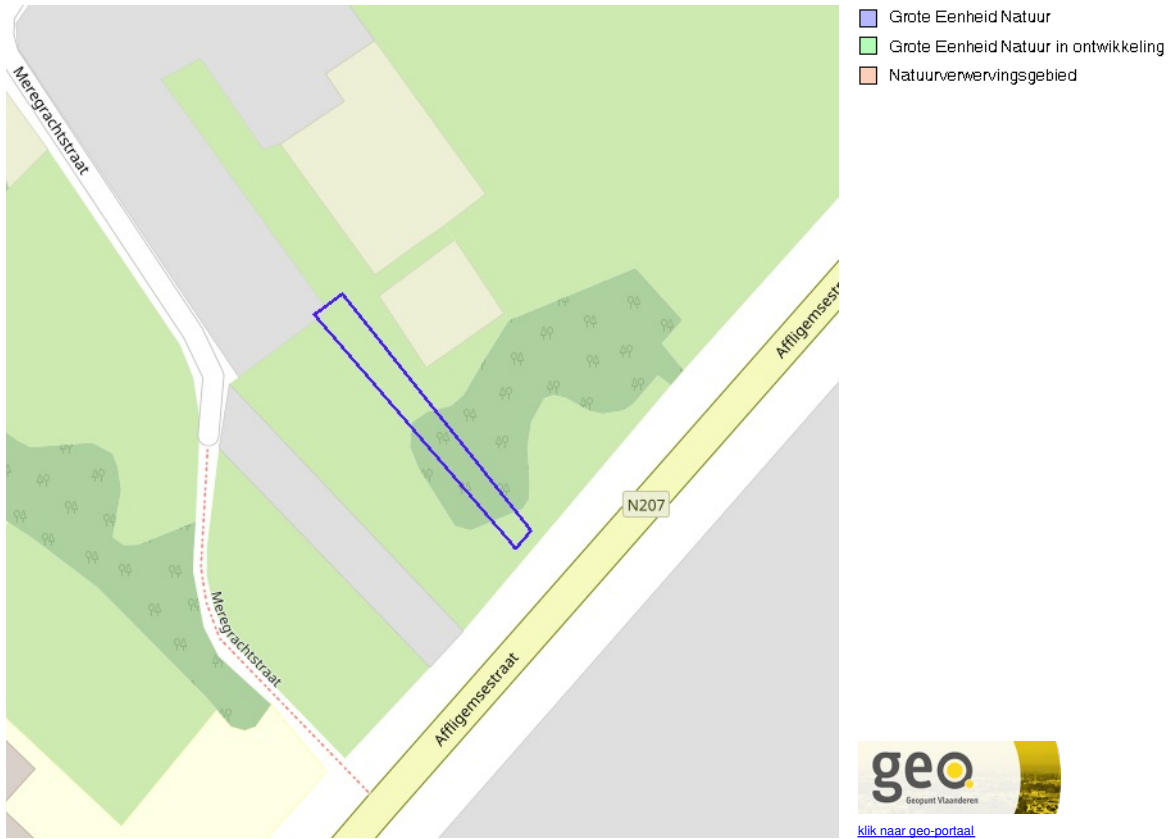 Grote Eenheid Natuur
Grote Eenheid Natuur in ontwikkeling
Natuurverwervingsgebied
Meregrachtstraat
Affligemsestr
N207
Meregrachtstraat
Affligemsestraat
geo
Geopunt Vlaanderen
klik naar geo-portaal